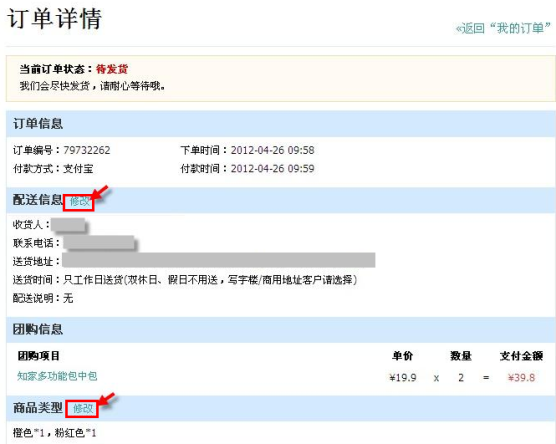 订单详情
«返回“我的订单”
当前订单状态：待发货
我们会尽快发货，请耐心等待哦。
订单信息
订单编号：79732262 下单时间：2012-04-26 09:58
付款方式：支付宝 付款时间：2012-04-26 09:59
配送信息 修改
收货人：
联系电话：
送货地址：
送货时间：只工作日送货(双休日、假日不用送，写字楼/商用地址客户请选择)
配送说明：无
团购信息
团购项目 单价 数量 支付金额
知家多功能包中包 ¥19.9 x 2 = ¥39.8
商品类型 修改
橙色*1，粉红色*1